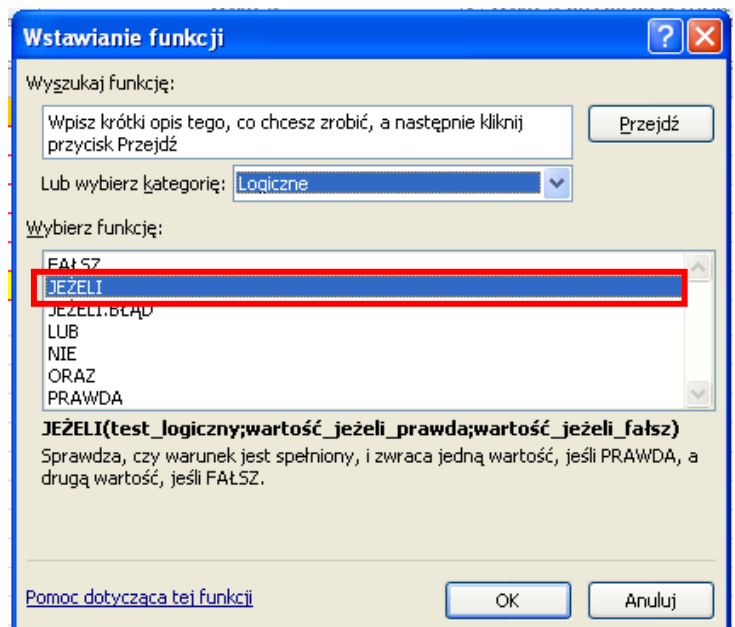 Wstawianie funkcji
Wyszukaj funkcję:
Wpisz krótki opis tego, co chcesz zrobić, a następnie kliknij
przycisk Przejdź
Przejdź
Lub wybierz kategorię: Logiczne
Wybierz funkcję:
FAŁSZ
JEŻELI
JEŻELI.BŁĄD
LUB
NIE
ORAZ
PRAWDA
JEŻELI(test_logiczny;wartość_jeżeli_prawda;wartość_jeżeli_fałsz)
Sprawdza, czy warunek jest spełniony, i zwraca jedną wartość, jeśli PRAWDA, a
drugą wartość, jeśli FAŁSZ.
Pomoc dotycząca tej funkcji
OK
Anuluj